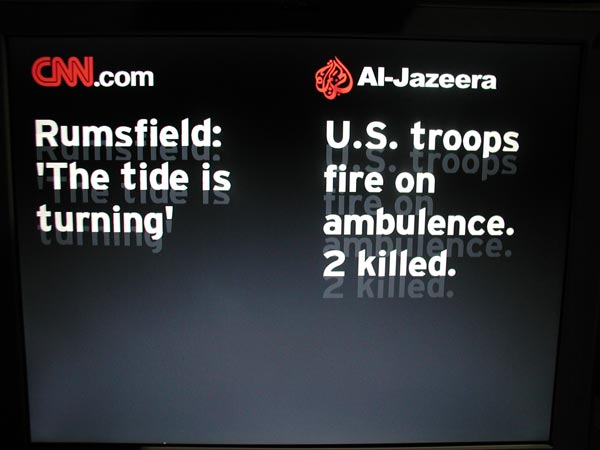 CNN.com
Rumsfield:
'The tide is
turning'
Al-Jazeera
U.S. troops
fire on
ambulence.
2 killed.